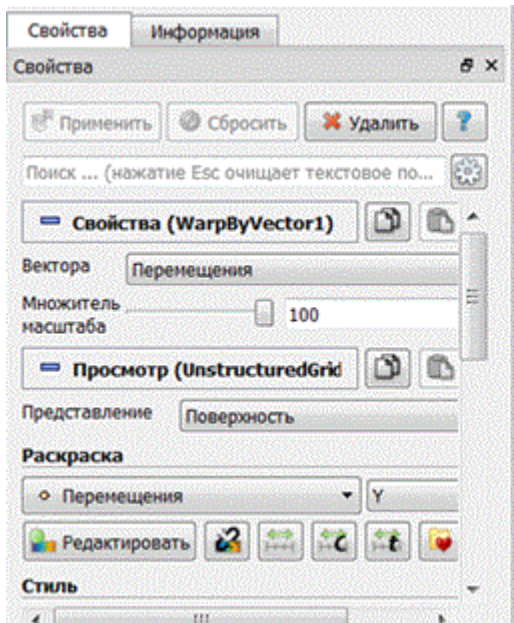 Свойства Информация
Свойства
Применить Сбросить Удалить ?
Поиск ... (нажатие Esc очищает текстовое по...
Свойства (WarpByVector1)
Вектора Перемещения
Множитель масштаба 100
Просмотр (UnstructuredGrid
Представление Поверхность
Раскраска
Перемещения Y
Редактировать c t
Стиль